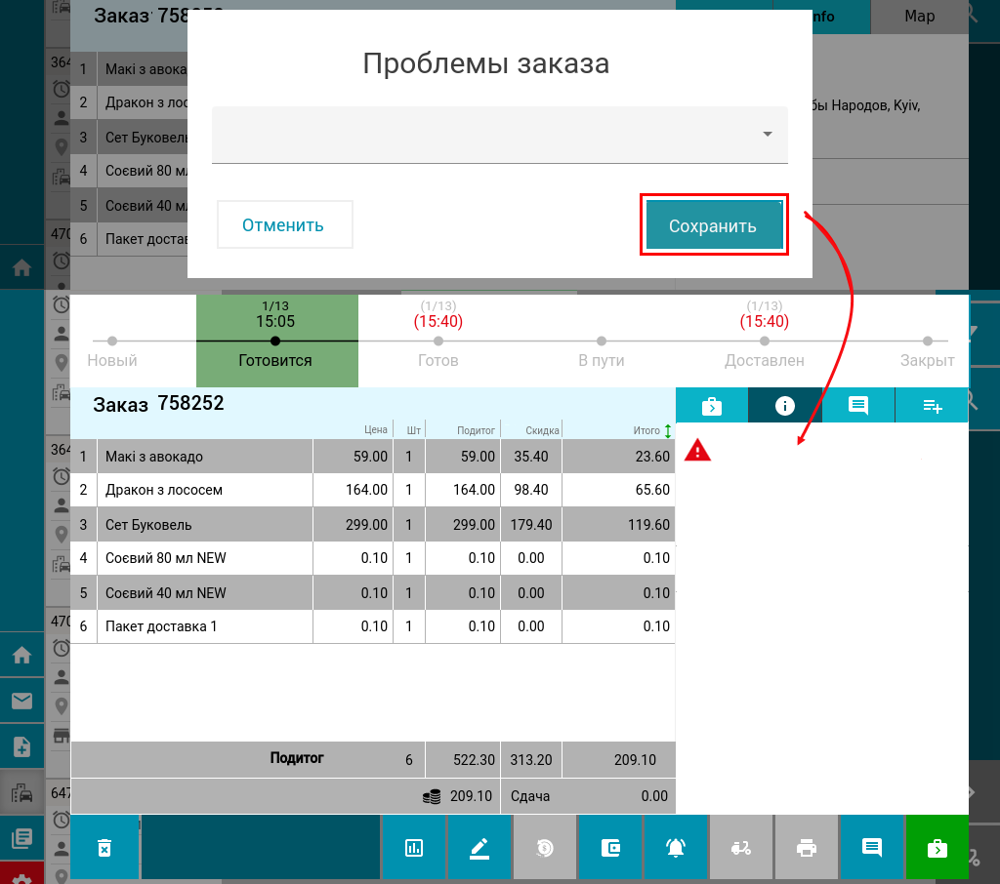 Заказ 758252
Info
Map
Проблемы заказа
Отменить
Сохранить
364
1 Макі з авока
2 Дракон з лос
3 Сет Буковель
4 Соєвий 80 мл
5 Соєвий 40 мл
6 Пакет достав
бы Народов, Kyiv,
470
1/13 (1/13) (1/13)
15:05 (15:40) (15:40)
Новый Готовится Готов В пути Доставлен Закрыт
Заказ 758252
Цена Шт Подитог Скидка Итого
1 Макі з авокадо 59.00 1 59.00 35.40 23.60
2 Дракон з лососем 164.00 1 164.00 98.40 65.60
3 Сет Буковель 299.00 1 299.00 179.40 119.60
4 Соєвий 80 мл NEW 0.10 1 0.10 0.00 0.10
5 Соєвий 40 мл NEW 0.10 1 0.10 0.00 0.10
6 Пакет доставка 1 0.10 1 0.10 0.00 0.10
364
470
647
Подитог 6 522.30 313.20 209.10
209.10 Сдача 0.00